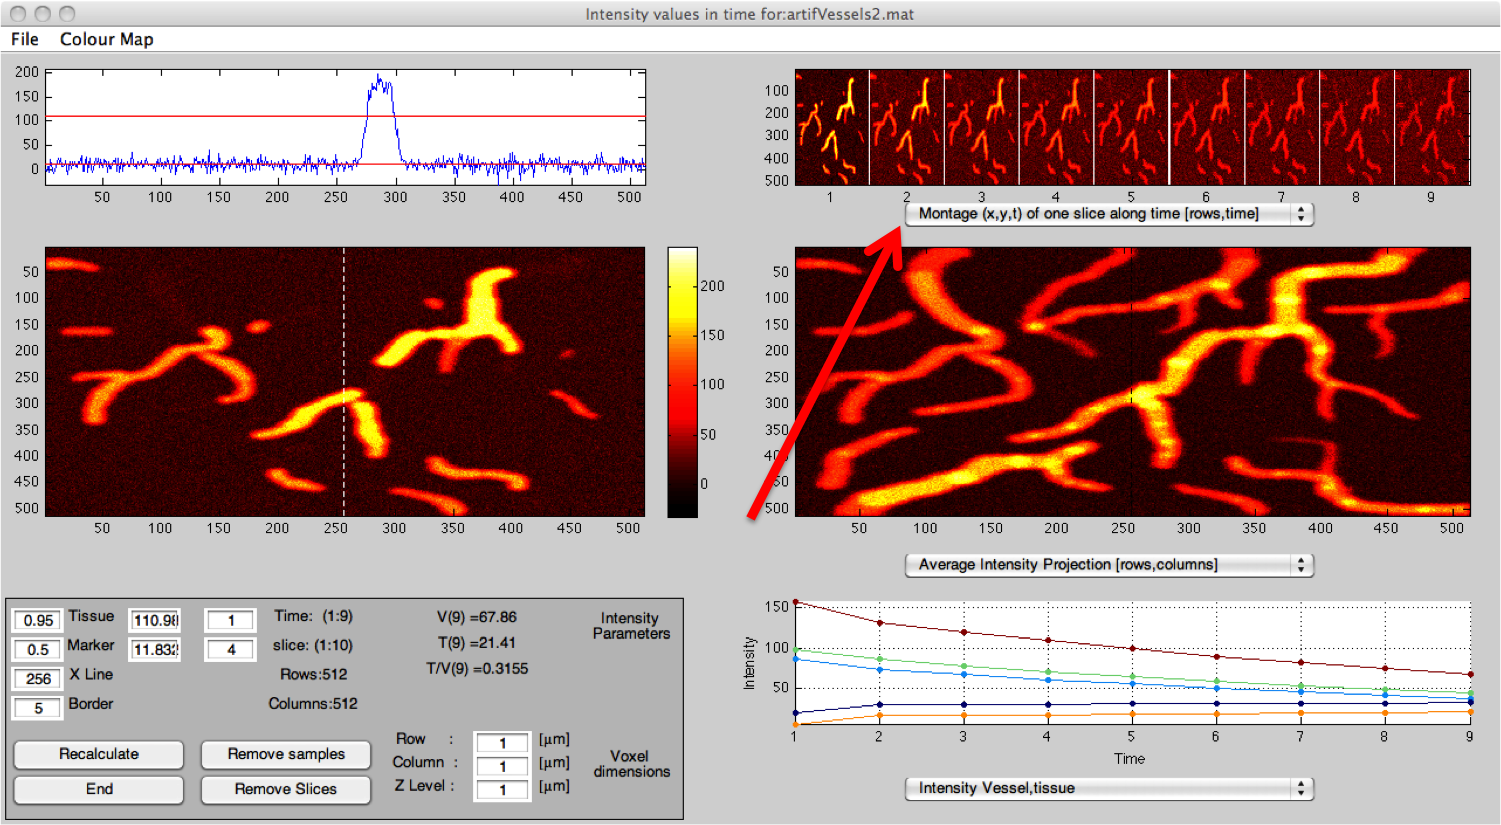 Intensity values in time for:artifVessels2.mat
File Colour Map
200
150
100
50
0
50 100 150 200 250 300 350 400 450 500
100
200
300
400
500
1 2 3 4 5 6 7 8 9
Montage (x,y,t) of one slice along time [rows,time]
50
100
150
200
250
300
350
400
450
500
50 100 150 200 250 300 350 400 450 500
200
150
100
50
0
50
100
150
200
250
300
350
400
450
500
50 100 150 200 250 300 350 400 450 500
Average Intensity Projection [rows,columns]
0.95 Tissue 110.98 1 Time: (1:9) V(9) =67.86 Intensity
Parameters
0.5 Marker 11.832 4 slice: (1:10) T(9) =21.41
256 X Line Rows:512 T/V(9) =0.3155
5 Border Columns:512
Recalculate Remove samples
End Remove Slices
Row : 1 [μm]
Column : 1 [μm] Voxel
dimensions
Z Level : 1 [μm]
150
100
50
Intensity
1 2 3 4 5 6 7 8 9
Time
Intensity Vessel,tissue